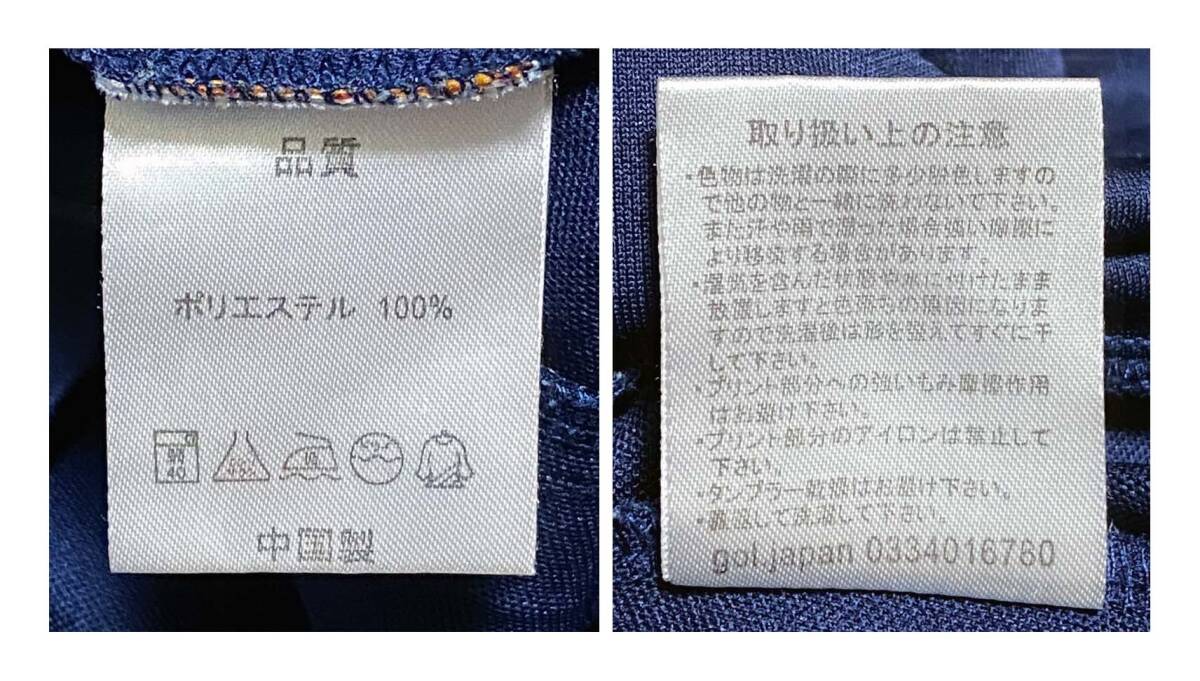 品質
ポリエステル 100%
40
中国製
取り扱い上の注意
・色物は洗濯の際に多少脱色しますの
で他の物と一緒に洗わないで下さい。
また汗や雨で湿った場合強い摩擦に
より移染する場合があります。
・湿気を含んだ状態や水に付けたまま
放置しますと色落ちの原因になりま
すので洗濯後は形を整えてすぐに干
して下さい。
・プリント部分への強いもみ摩擦作用
はお避け下さい。
・プリント部分のアイロンは禁止して
下さい。
・タンブラー乾燥はお避け下さい。
・裏返して洗濯して下さい。
gol.japan 0334016760